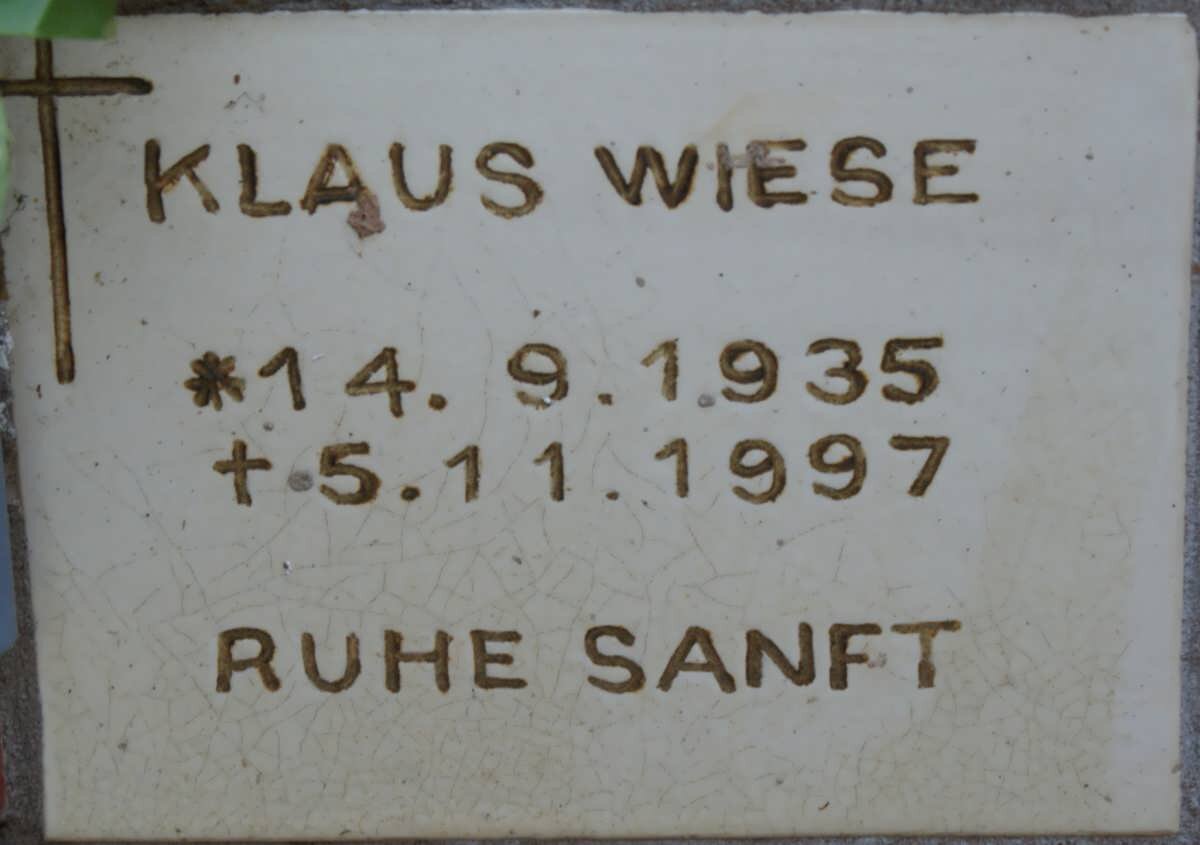 KLAUS WIESE
*14. 9.1935
†5.11.1997
RUHE SANFT